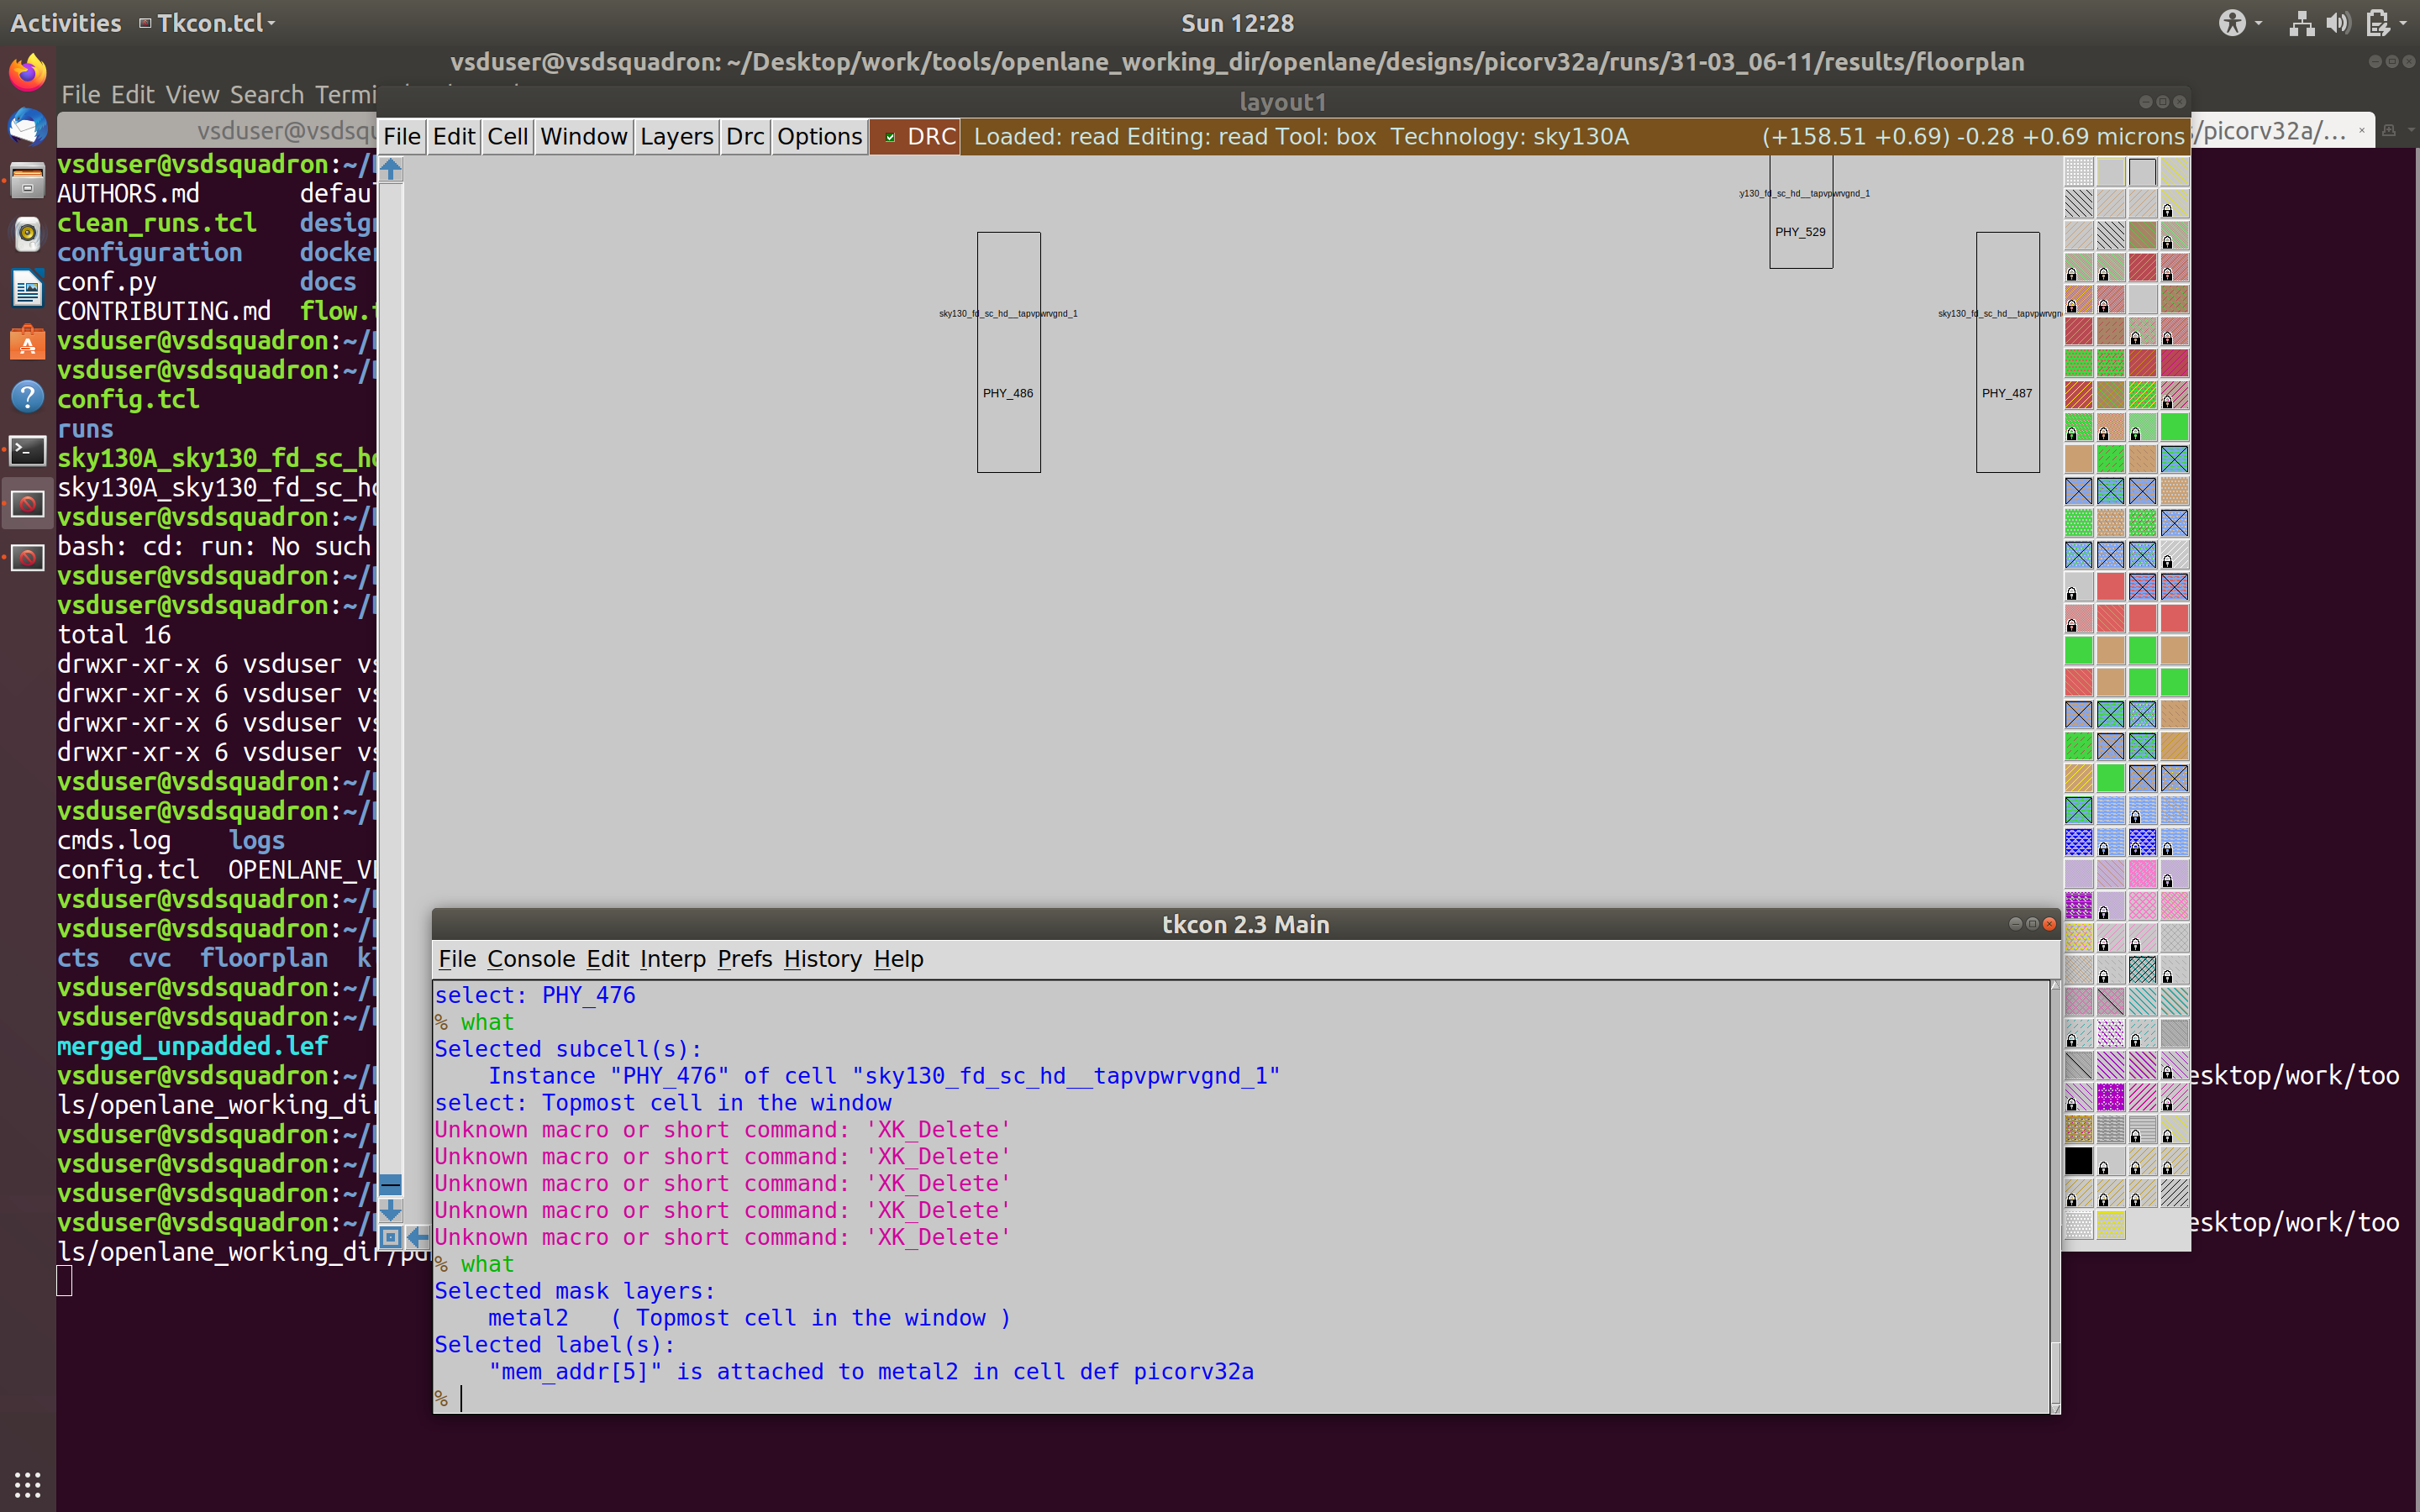 Activities Tkcon.tcl
Sun 12:28
vsduser@vsdsquadron: ~/Desktop/work/tools/openlane_working_dir/openlane/designs/picorv32a/runs/31-03_06-11/results/floorplan
File Edit View Search Termi
layout1
vsduser@vsdsqu
File Edit Cell Window Layers Drc Options DRC Loaded: read Editing: read Tool: box Technology: sky130A (+158.51 +0.69) -0.28 +0.69 microns
/picorv32a/...
vsduser@vsdsquadron:~/
AUTHORS.md defau
clean_runs.tcl design
configuration docke
conf.py docs
CONTRIBUTING.md flow.
vsduser@vsdsquadron:~/
vsduser@vsdsquadron:~/
config.tcl
runs
sky130A_sky130_fd_sc_h
sky130A_sky130_fd_sc_h
vsduser@vsdsquadron:~/
bash: cd: run: No such
vsduser@vsdsquadron:~/
vsduser@vsdsquadron:~/
total 16
drwxr-xr-x 6 vsduser vs
drwxr-xr-x 6 vsduser vs
drwxr-xr-x 6 vsduser vs
drwxr-xr-x 6 vsduser vs
vsduser@vsdsquadron:~/
vsduser@vsdsquadron:~/
cmds.log logs
config.tcl OPENLANE_V
vsduser@vsdsquadron:~/
vsduser@vsdsquadron:~/
cts cvc floorplan k
vsduser@vsdsquadron:~/
vsduser@vsdsquadron:~/
merged_unpadded.lef
vsduser@vsdsquadron:~/
esktop/work/too
ls/openlane_working_dir
vsduser@vsdsquadron:~/
vsduser@vsdsquadron:~/
vsduser@vsdsquadron:~/
vsduser@vsdsquadron:~/
esktop/work/too
ls/openlane_working_dir/pd
y130_fd_sc_hd__tapvpwrvgnd_1
PHY_529
sky130_fd_sc_hd__tapvpwrvgnd_1
PHY_486
sky130_fd_sc_hd__tapvpwrvgn
PHY_487
tkcon 2.3 Main
File Console Edit Interp Prefs History Help
select: PHY_476
% what
Selected subcell(s):
Instance "PHY_476" of cell "sky130_fd_sc_hd__tapvpwrvgnd_1"
select: Topmost cell in the window
Unknown macro or short command: 'XK_Delete'
Unknown macro or short command: 'XK_Delete'
Unknown macro or short command: 'XK_Delete'
Unknown macro or short command: 'XK_Delete'
Unknown macro or short command: 'XK_Delete'
% what
Selected mask layers:
metal2 ( Topmost cell in the window )
Selected label(s):
"mem_addr[5]" is attached to metal2 in cell def picorv32a
%